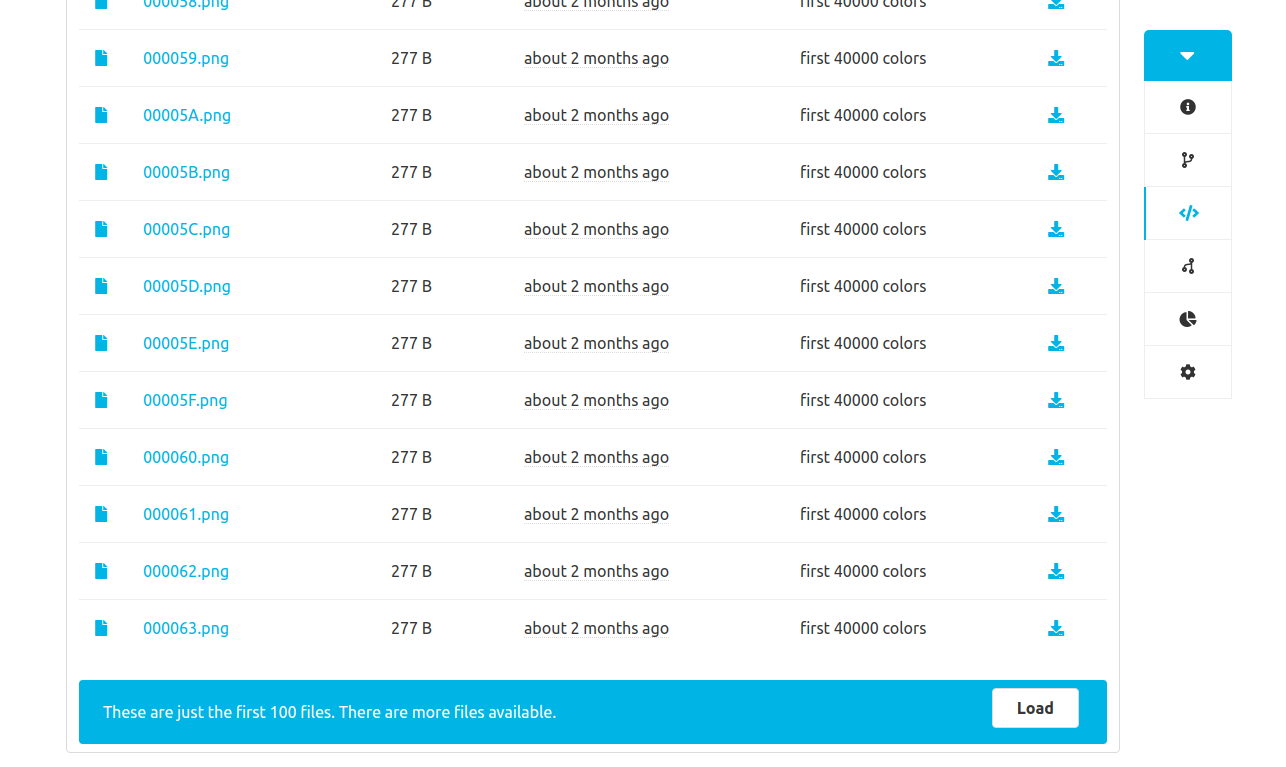 000058.png 277 B about 2 months ago first 40000 colors
000059.png 277 B about 2 months ago first 40000 colors
00005A.png 277 B about 2 months ago first 40000 colors
00005B.png 277 B about 2 months ago first 40000 colors
00005C.png 277 B about 2 months ago first 40000 colors
00005D.png 277 B about 2 months ago first 40000 colors
00005E.png 277 B about 2 months ago first 40000 colors
00005F.png 277 B about 2 months ago first 40000 colors
000060.png 277 B about 2 months ago first 40000 colors
000061.png 277 B about 2 months ago first 40000 colors
000062.png 277 B about 2 months ago first 40000 colors
000063.png 277 B about 2 months ago first 40000 colors
These are just the first 100 files. There are more files available. Load